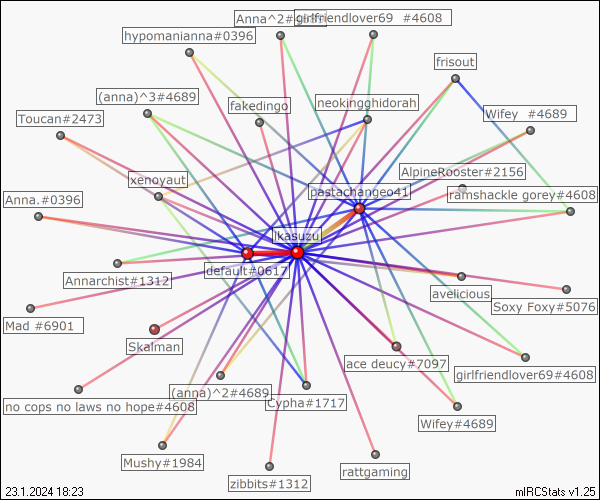 Anna^2#4689
girlfriendlover69 #4608
hypomanianna#0396
frisout
(anna)^3#4689
fakedingo
neokingghidorah
Toucan#2473
Wifey #4689
xenoyaut
AlpineRooster#2156
pastachangeo41
ramshackle gorey#4608
Anna.#0396
lkasuzu
Annarchist#1312
default#0617
avelicious
Soxy Foxy#5076
Mad #6901
Skalman
ace deucy#7097
girlfriendlover69#4608
(anna)^2#4689
no cops no laws no hope#4608
Cypha#1717
Wifey#4689
Mushy#1984
zibbits#1312
rattgaming
23.1.2024 18:23
mIRCStats v1.25